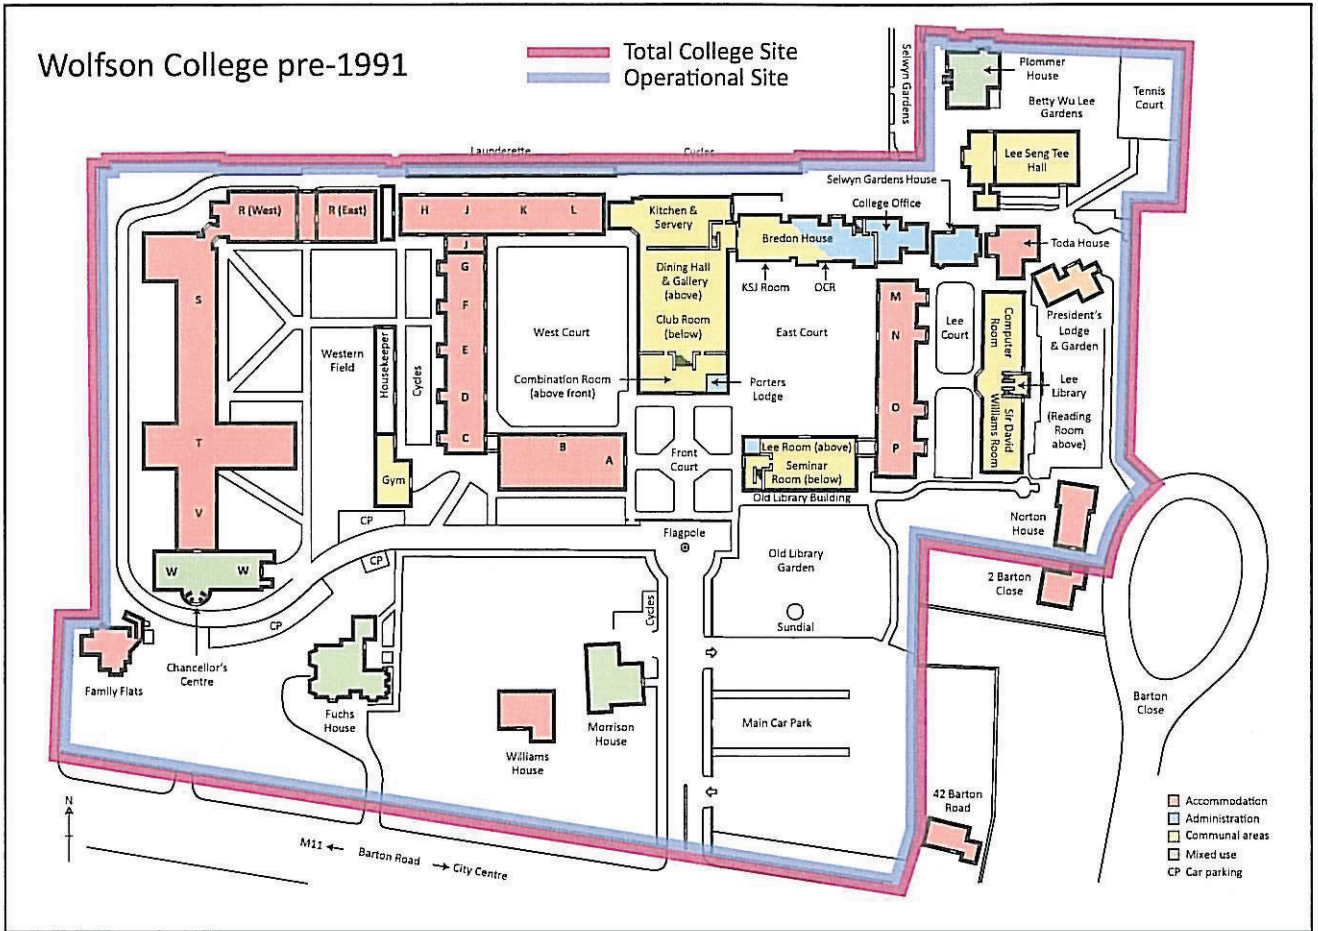 Wolfson College pre-1991
Total College Site
Operational Site
Selwyn Gardens
Plommer
House
Tennis
Court
Betty Wu Lee
Gardens
Launderette
Cycles
Lee Seng Tee
Hall
Selwyn Gardens House
College Office
R (West)
R (East)
H
J
K
L
Kitchen &
Servery
Bredon House
Toda House
J
G
F
E
D
C
S
T
V
W
W
Dining Hall
& Gallery
(above)
Club Room
(below)
KSJ Room
OCR
M
N
O
P
Lee
Court
Computer
Room
Sir David
Williams Room
President's
Lodge
& Garden
Lee
Library
(Reading
Room
above)
West Court
East Court
Western
Field
Housekeeper
Cycles
Combination Room
(above front)
Porters
Lodge
B
A
Front
Court
Lee Room (above)
Seminar
Room (below)
Old Library Building
Gym
CP
CP
CP
Flagpole
Old Library
Garden
Sundial
Norton
House
2 Barton
Close
Barton
Close
Family Flats
Chancellor's
Centre
Fuchs
House
Cycles
Williams
House
Morrison
House
Main Car Park
42 Barton
Road
N
M11
Barton Road
City Centre
Accommodation
Administration
Communal areas
Mixed use
CP Car parking